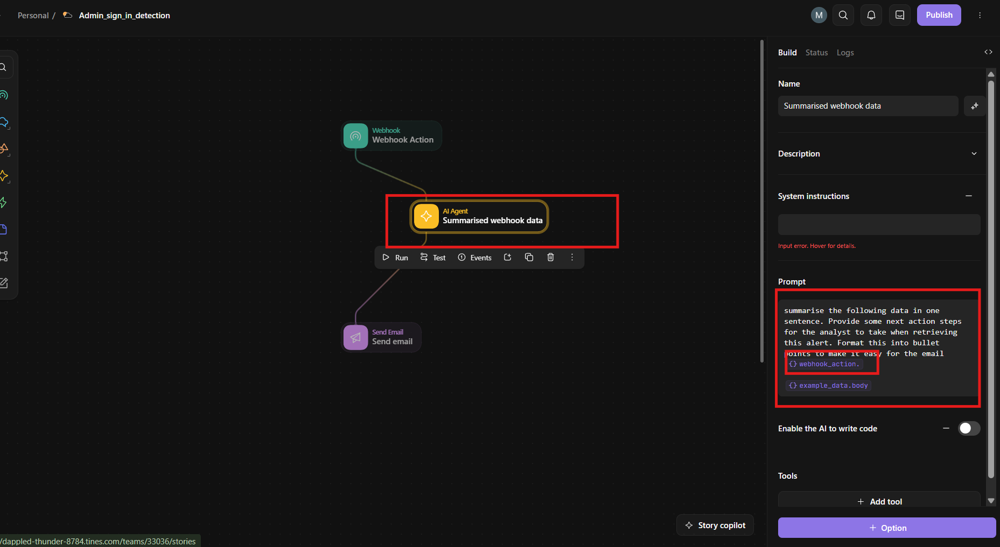 Personal /
Admin_sign_in_detection
M
Publish
Build
Status
Logs
Name
Summarised webhook data
Description
System instructions
Input error. Hover for details.
Prompt
summarise the following data in one
sentence. Provide some next action steps
for the analyst to take when retrieving
this alert. Format this into bullet
points to make it easy for the email
{} webhook_action.
{} example_data.body
Enable the AI to write code
Tools
+ Add tool
+ Option
Webhook
Webhook Action
AI Agent
Summarised webhook data
Run
Test
Events
Send Email
Send email
Story copilot
/dappled-thunder-8784.tines.com/teams/33036/stories